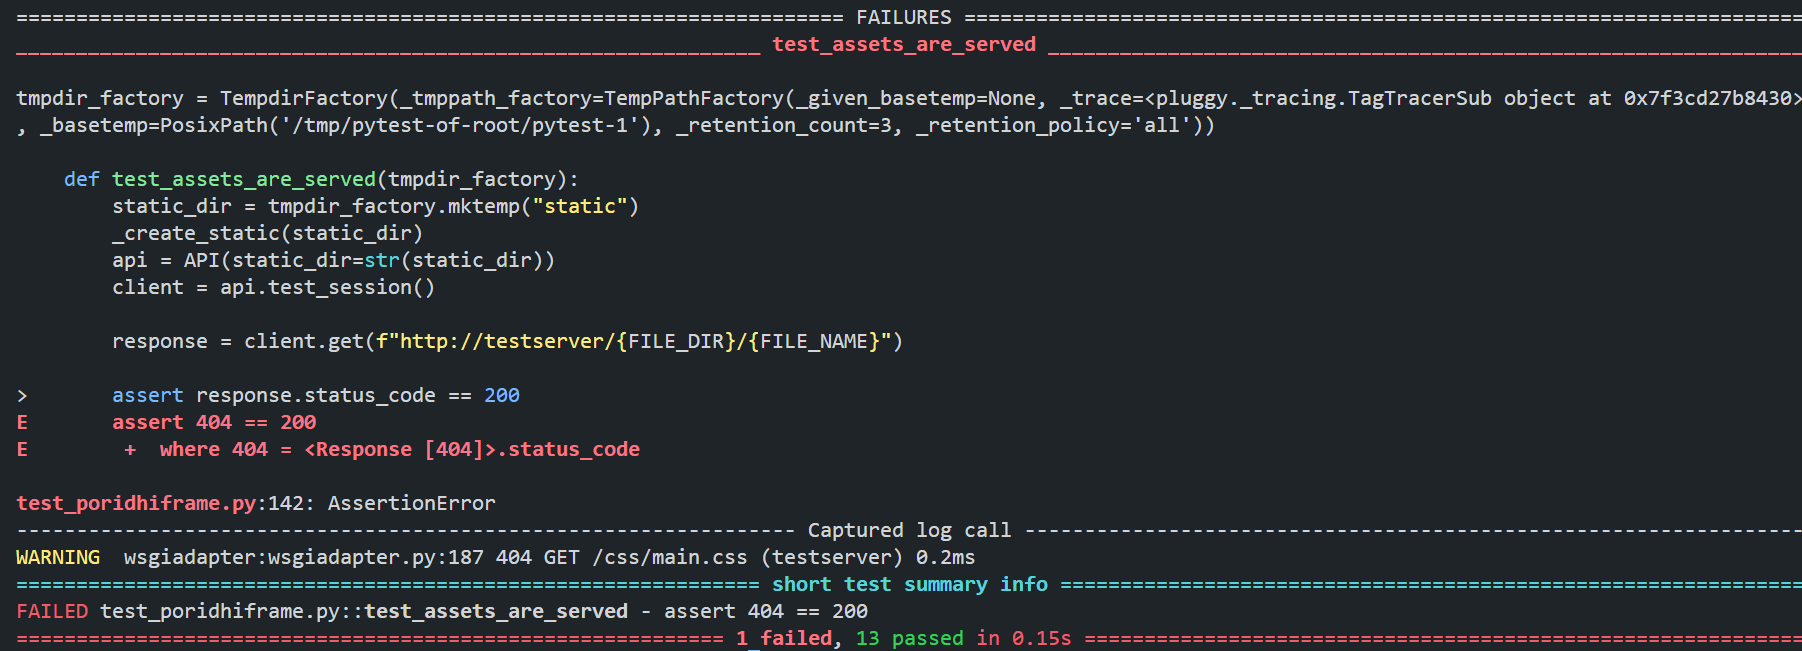 ===================================================================== FAILURES ======================================================================
______________________________________________________________ test_assets_are_served _______________________________________________________________

tmpdir_factory = TempdirFactory(_tmppath_factory=TempPathFactory(_given_basetemp=None, _trace=<pluggy._tracing.TagTracerSub object at 0x7f3cd27b8430>
, _basetemp=PosixPath('/tmp/pytest-of-root/pytest-1'), _retention_count=3, _retention_policy='all'))

    def test_assets_are_served(tmpdir_factory):
        static_dir = tmpdir_factory.mktemp("static")
        _create_static(static_dir)
        api = API(static_dir=str(static_dir))
        client = api.test_session()

        response = client.get(f"http://testserver/{FILE_DIR}/{FILE_NAME}")

>       assert response.status_code == 200
E       assert 404 == 200
E        +  where 404 = <Response [404]>.status_code

test_poridhiframe.py:142: AssertionError
----------------------------------------------------------------- Captured log call ------------------------------------------------------------------
WARNING  wsgiadapter:wsgiadapter.py:187 404 GET /css/main.css (testserver) 0.2ms
============================================================== short test summary info ==============================================================
FAILED test_poridhiframe.py::test_assets_are_served - assert 404 == 200
=========================================================== 1 failed, 13 passed in 0.15s ============================================================